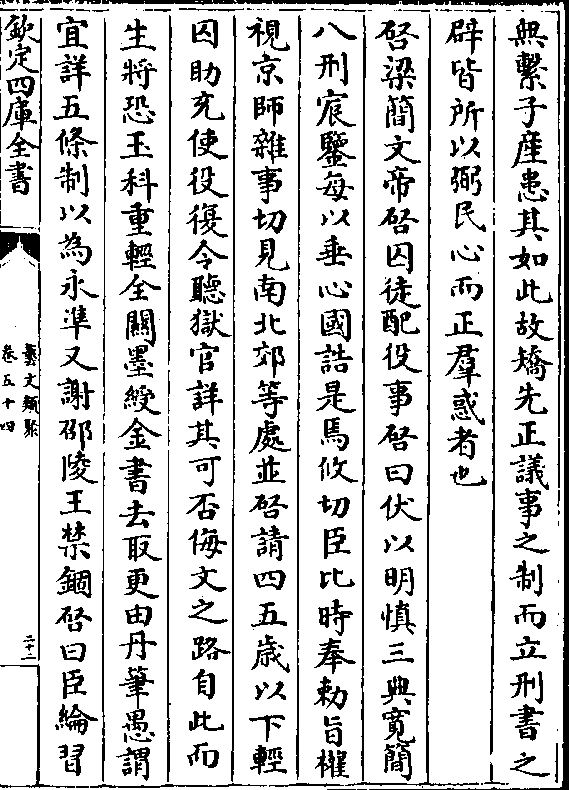 無繫子産患其如此故矯先正議事之制而立刑書之
辟皆所以弼民心而正羣惑者也
啓梁簡文帝啓囚徒配役事啓曰伏以明慎三典寛簡
八刑宸鑒每以垂心國誥是焉攸切臣比時奉勅旨權
視京師雜事切見南北郊等處並啓請四五歳以下輕
囚助充使役復令聽獄官詳其可否侮文之路自此而
生將恐玉科重輕全關墨綬金書去取更由丹筆愚謂
宜詳五條制以為永準又謝邵陵王禁錮啓曰臣綸習
欽定四庫全書
藝文類聚
卷五十四
二十二